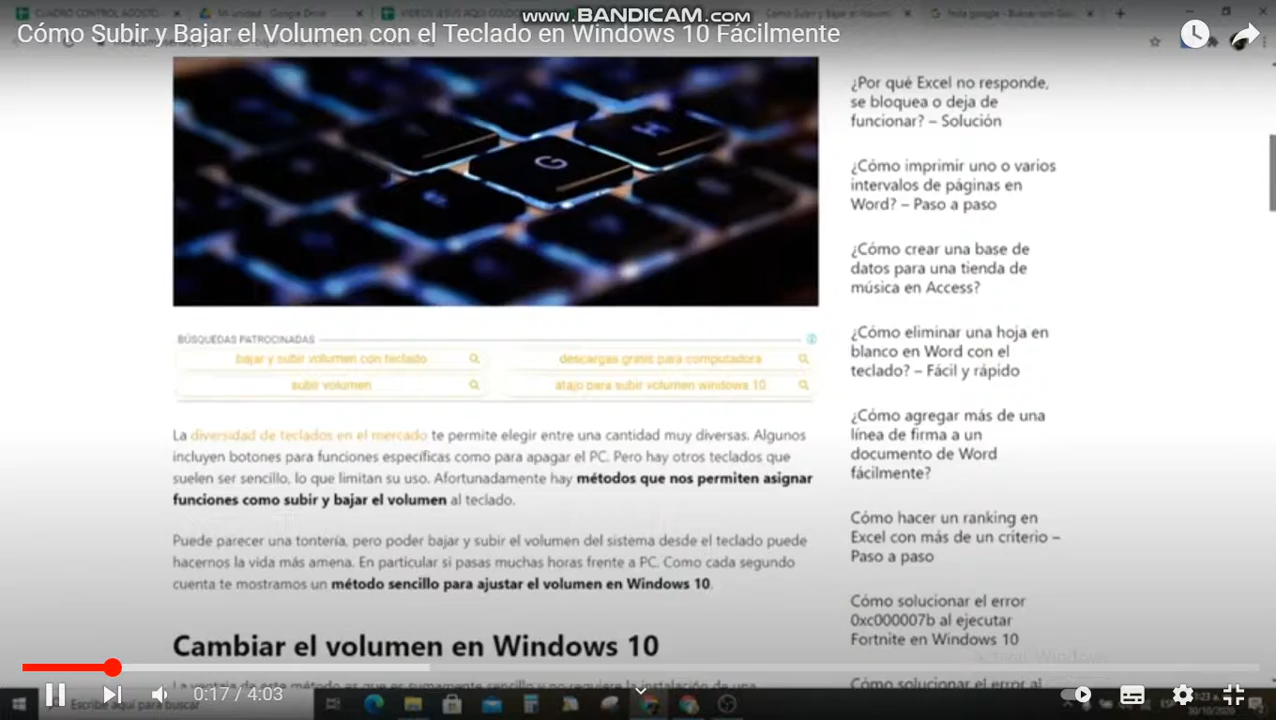 www.BANDICAM.com
Cómo Subir y Bajar el Volumen con el Teclado en Windows 10 Fácilmente
G
H
BÚSQUEDAS PATROCINADAS
bajar y subir volumen con teclado
descargas gratis para computadora
subir volumen
atajo para subir volumen windows 10
La diversidad de teclados en el mercado te permite elegir entre una cantidad muy diversas. Algunos
incluyen botones para funciones específicas como para apagar el PC. Pero hay otros teclados que
suelen ser sencillo, lo que limitan su uso. Afortunadamente hay métodos que nos permiten asignar
funciones como subir y bajar el volumen al teclado.
Puede parecer una tontería, pero poder bajar y subir el volumen del sistema desde el teclado puede
hacernos la vida más amena. En particular si pasas muchas horas frente a PC. Como cada segundo
cuenta te mostramos un método sencillo para ajustar el volumen en Windows 10.
Cambiar el volumen en Windows 10
¿Por qué Excel no responde,
se bloquea o deja de
funcionar? – Solución
¿Cómo imprimir uno o varios
intervalos de páginas en
Word? – Paso a paso
¿Cómo crear una base de
datos para una tienda de
música en Access?
¿Cómo eliminar una hoja en
blanco en Word con el
teclado? – Fácil y rápido
¿Cómo agregar más de una
línea de firma a un
documento de Word
fácilmente?
Cómo hacer un ranking en
Excel con más de un criterio –
Paso a paso
Cómo solucionar el error
0xc000007b al ejecutar
Fortnite en Windows 10
Cómo solucionar el error al
0:17 / 4:03
Escribe aquí para buscar
30/10/2020